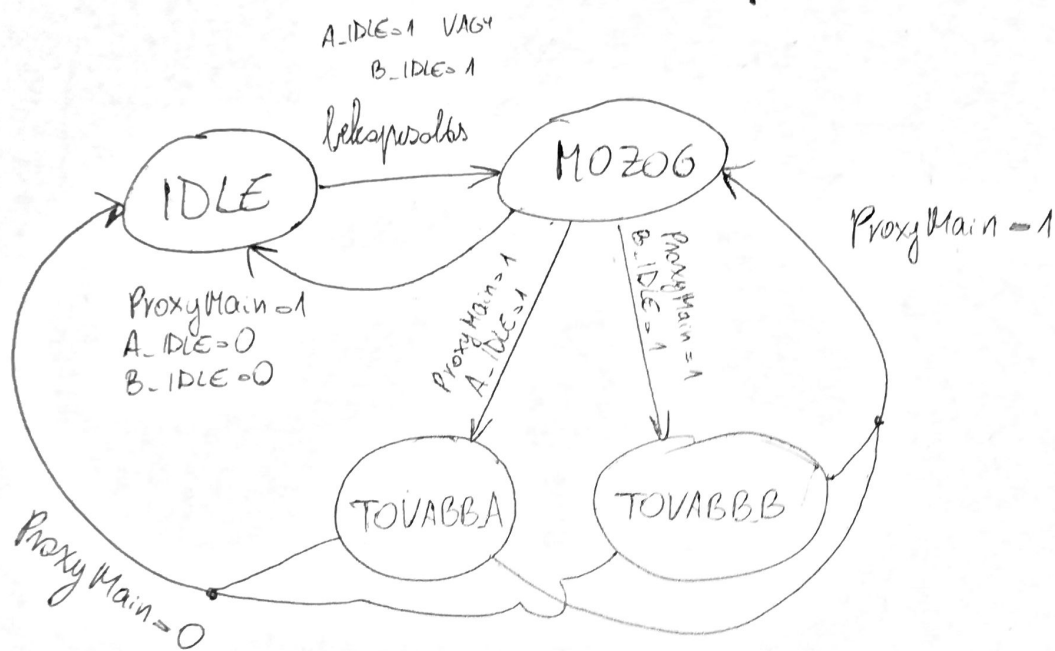 A_IDLE=1 VAGY
B_IDLE=1
bekapcsolás
IDLE
MOZOG
ProxyMain=1
ProxyMain=1
A_IDLE=0
B_IDLE=0
ProxyMain=1
A_IDLE=1
ProxyMain=1
B_IDLE=1
TOVABBA
TOVABB_B
ProxyMain=0